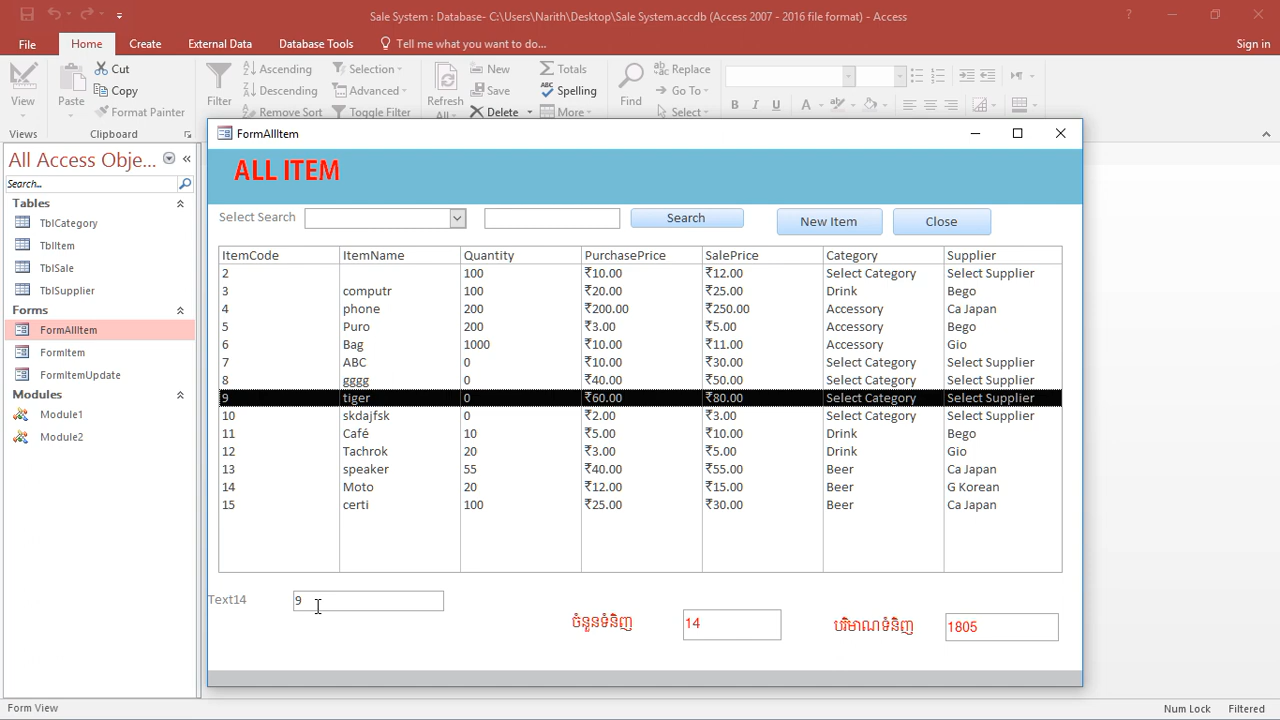 Sale System : Database- C:\Users\Narith\Desktop\Sale System.accdb (Access 2007 - 2016 file format) - Access
File Home Create External Data Database Tools Tell me what you want to do... Sign in
View
Views
Paste
Cut
Copy
Format Painter
Clipboard
Filter
Ascending
Descending
Remove Sort
Selection
Advanced
Toggle Filter
Refresh All
New
Save
Delete
Totals
Spelling
More
Find
Replace
Go To
Select
B I U A
All Access Obje...
Search...
Tables
TblCategory
TblItem
TblSale
TblSupplier
Forms
FormAllItem
FormItem
FormItemUpdate
Modules
Module1
Module2
FormAllItem
ALL ITEM
Select Search Search New Item Close
ItemCode ItemName Quantity PurchasePrice SalePrice Category Supplier
2 100 ₹10.00 ₹12.00 Select Category Select Supplier
3 computr 100 ₹20.00 ₹25.00 Drink Bego
4 phone 200 ₹200.00 ₹250.00 Accessory Ca Japan
5 Puro 200 ₹3.00 ₹5.00 Accessory Bego
6 Bag 1000 ₹10.00 ₹11.00 Accessory Gio
7 ABC 0 ₹10.00 ₹30.00 Select Category Select Supplier
8 gggg 0 ₹40.00 ₹50.00 Select Category Select Supplier
9 tiger 0 ₹60.00 ₹80.00 Select Category Select Supplier
10 skdajfsk 0 ₹2.00 ₹3.00 Select Category Select Supplier
11 Café 10 ₹5.00 ₹10.00 Drink Bego
12 Tachrok 20 ₹3.00 ₹5.00 Drink Gio
13 speaker 55 ₹40.00 ₹55.00 Beer Ca Japan
14 Moto 20 ₹12.00 ₹15.00 Beer G Korean
15 certi 100 ₹25.00 ₹30.00 Beer Ca Japan
Text14 9
ចំនួនទំនិញ 14 បរិមាណទំនិញ 1805
Form View Num Lock Filtered